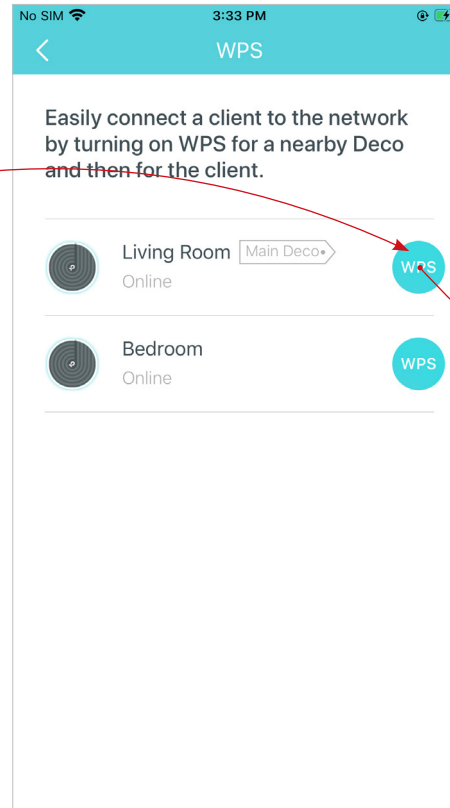 No SIM 3:33 PM
WPS
Easily connect a client to the network
by turning on WPS for a nearby Deco
and then for the client.
Living Room Main Deco
Online
WPS
Bedroom
Online
WPS